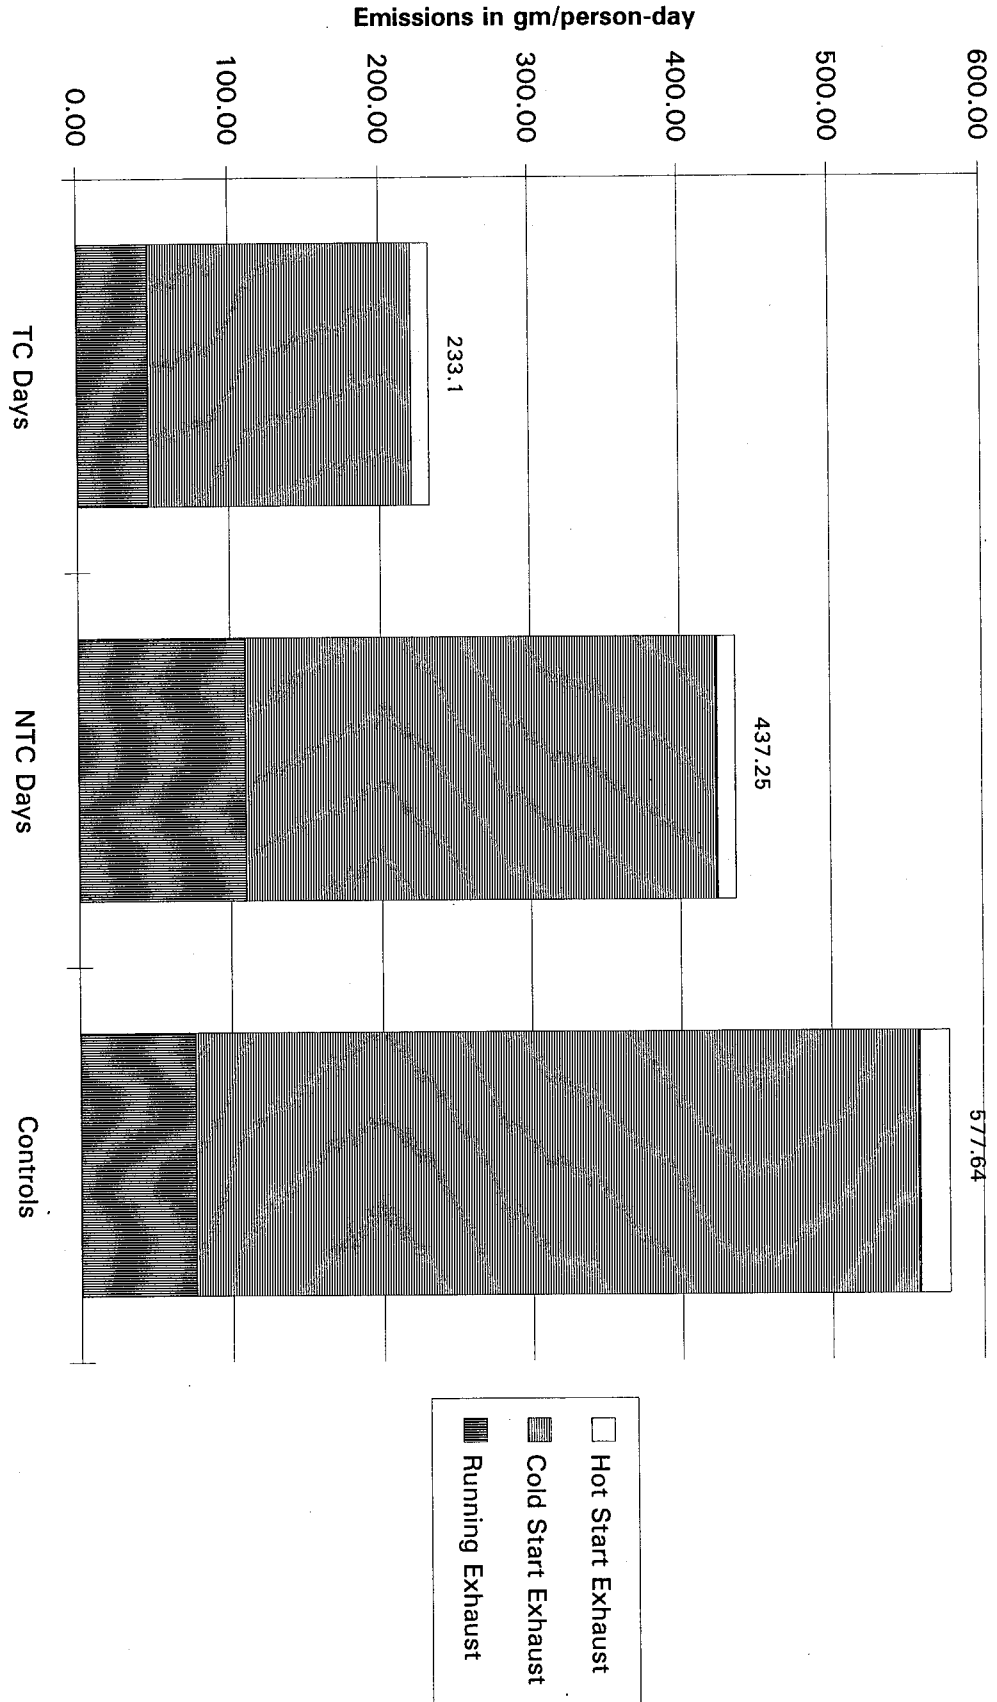 Emissions in gm/person-day
600.00
500.00
400.00
300.00
200.00
100.00
0.00
233.1
437.25
577.64
TC Days
NTC Days
Controls
Hot Start Exhaust
Cold Start Exhaust
Running Exhaust